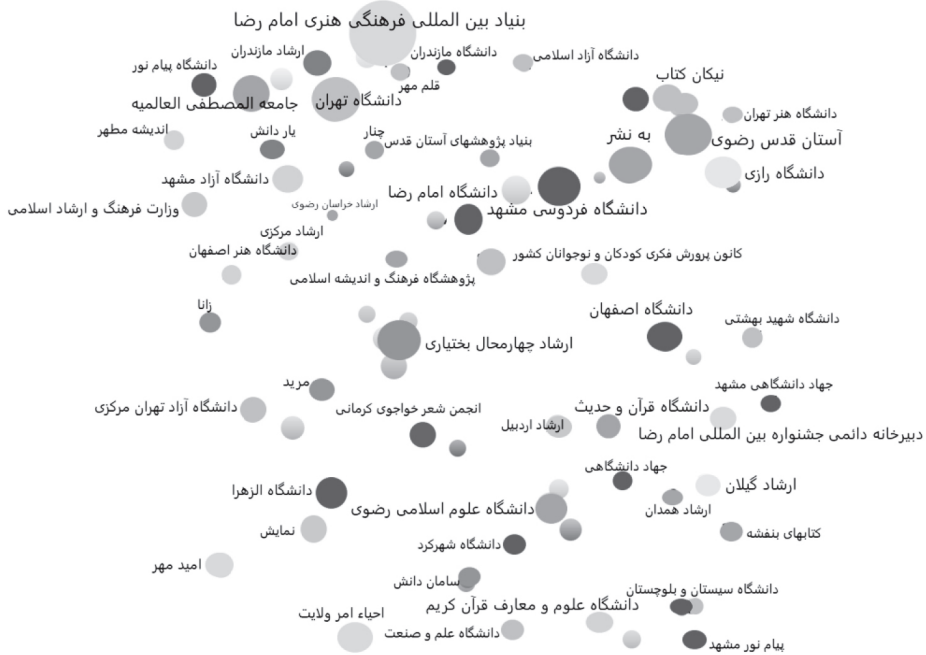 بنیاد بین المللی فرهنگی هنری امام رضا
ارشاد مازندران
دانشگاه مازندران
دانشگاه آزاد اسلامی
دانشگاه پیام نور
نیکان کتاب
قلم مهر
جامعه المصطفی العالمیه
دانشگاه تهران
دانشگاه هنر تهران
اندیشه مطهر
یار دانش
چنار
بنیاد پژوهشهای آستان قدس
به نشر
آستان قدس رضوی
دانشگاه رازی
دانشگاه آزاد مشهد
دانشگاه امام رضا
وزارت فرهنگ و ارشاد اسلامی
ارشاد خراسان رضوی
دانشگاه فردوسی مشهد
ارشاد مرکزی
دانشگاه هنر اصفهان
کانون پرورش فکری کودکان و نوجوانان کشور
پژوهشگاه فرهنگ و اندیشه اسلامی
زانا
دانشگاه اصفهان
دانشگاه شهید بهشتی
ارشاد چهارمحال بختیاری
مرید
جهاد دانشگاهی مشهد
دانشگاه آزاد تهران مرکزی
انجمن شعر خواجوی کرمانی
دانشگاه قرآن و حدیث
ارشاد اردبیل
دبیرخانه دائمی جشنواره بین المللی امام رضا
جهاد دانشگاهی
ارشاد گیلان
دانشگاه الزهرا
دانشگاه علوم اسلامی رضوی
ارشاد همدان
نمایش
کتابهای بنفشه
دانشگاه شهرکرد
امید مهر
سامان دانش
دانشگاه سیستان و بلوچستان
احیاء امر ولایت
دانشگاه علوم و معارف قرآن کریم
دانشگاه علم و صنعت
پیام نور مشهد